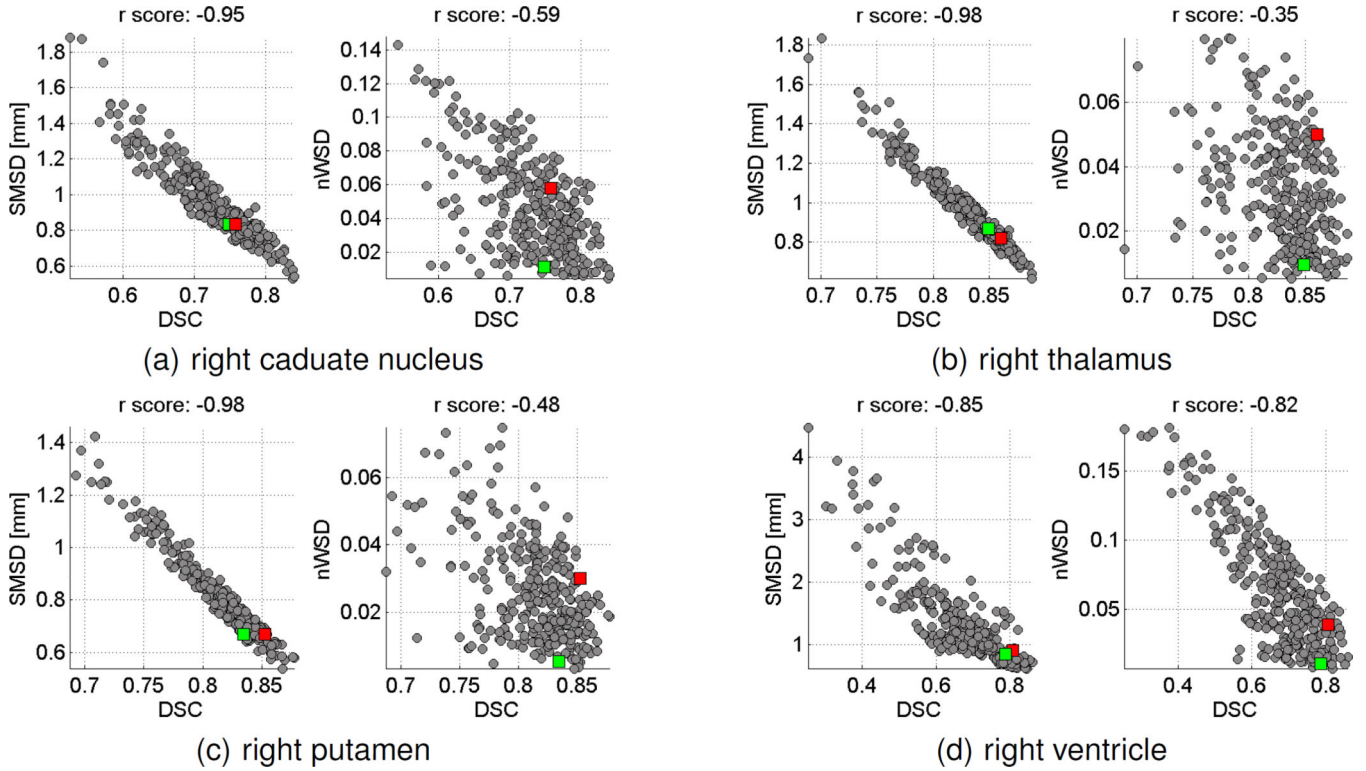 r score: -0.95
r score: -0.59
r score: -0.98
r score: -0.35
1.8
1.6
1.4
1.2
1
0.8
0.6
SMSD [mm]
0.6 0.7 0.8
DSC
0.14
0.12
0.1
0.08
0.06
0.04
0.02
nWSD
0.6 0.7 0.8
DSC
1.8
1.6
1.4
1.2
1
0.8
SMSD [mm]
0.7 0.75 0.8 0.85
DSC
0.06
0.04
0.02
nWSD
0.7 0.75 0.8 0.85
DSC
(a) right caduate nucleus
(b) right thalamus
r score: -0.98
r score: -0.48
r score: -0.85
r score: -0.82
1.4
1.2
1
0.8
0.6
SMSD [mm]
0.7 0.75 0.8 0.85
DSC
0.06
0.04
0.02
nWSD
0.7 0.75 0.8 0.85
DSC
4
3
2
1
SMSD [mm]
0.4 0.6 0.8
DSC
0.15
0.1
0.05
nWSD
0.4 0.6 0.8
DSC
(c) right putamen
(d) right ventricle